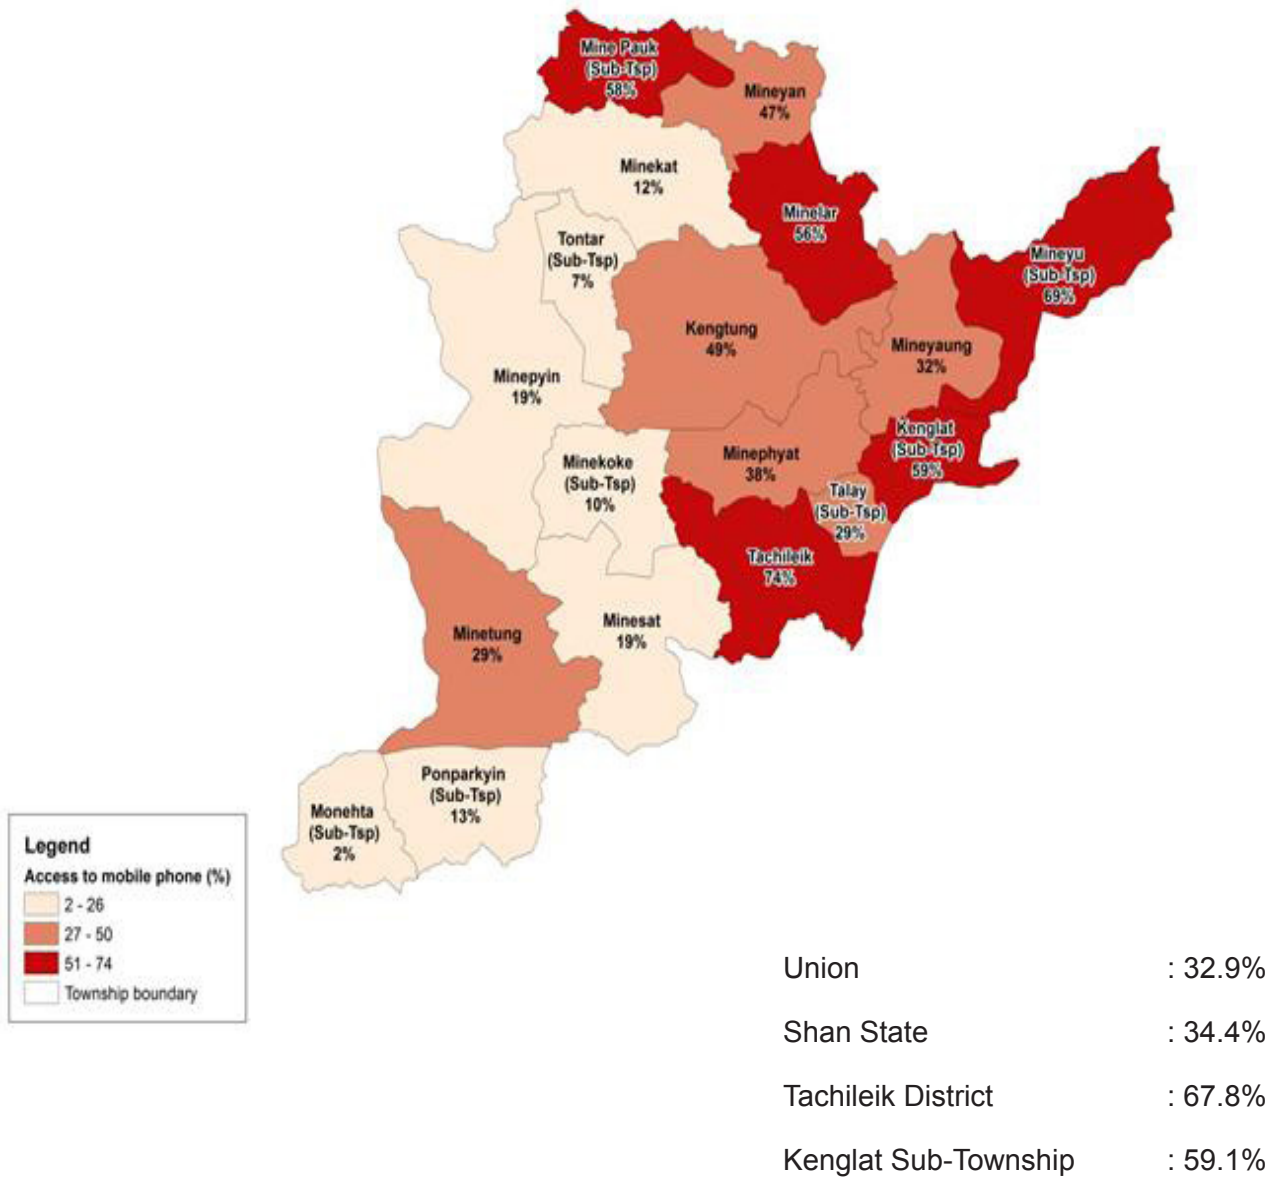 Mine Pauk
(Sub-Tsp)
58%
Mineyan
47%
Minekat
12%
Minelar
56%
Tontar
(Sub-Tsp)
7%
Mineyu
(Sub-Tsp)
69%
Kengtung
49%
Mineyaung
32%
Minepyin
19%
Kenglat
(Sub-Tsp)
59%
Minekoke
(Sub-Tsp)
10%
Minephyat
38%
Talay
(Sub-Tsp)
29%
Tachileik
74%
Minetung
29%
Minesat
19%
Ponparkyin
(Sub-Tsp)
13%
Monehta
(Sub-Tsp)
2%
Legend
Access to mobile phone (%)
2 - 26
27 - 50
51 - 74
Township boundary
Union : 32.9%
Shan State : 34.4%
Tachileik District : 67.8%
Kenglat Sub-Township : 59.1%